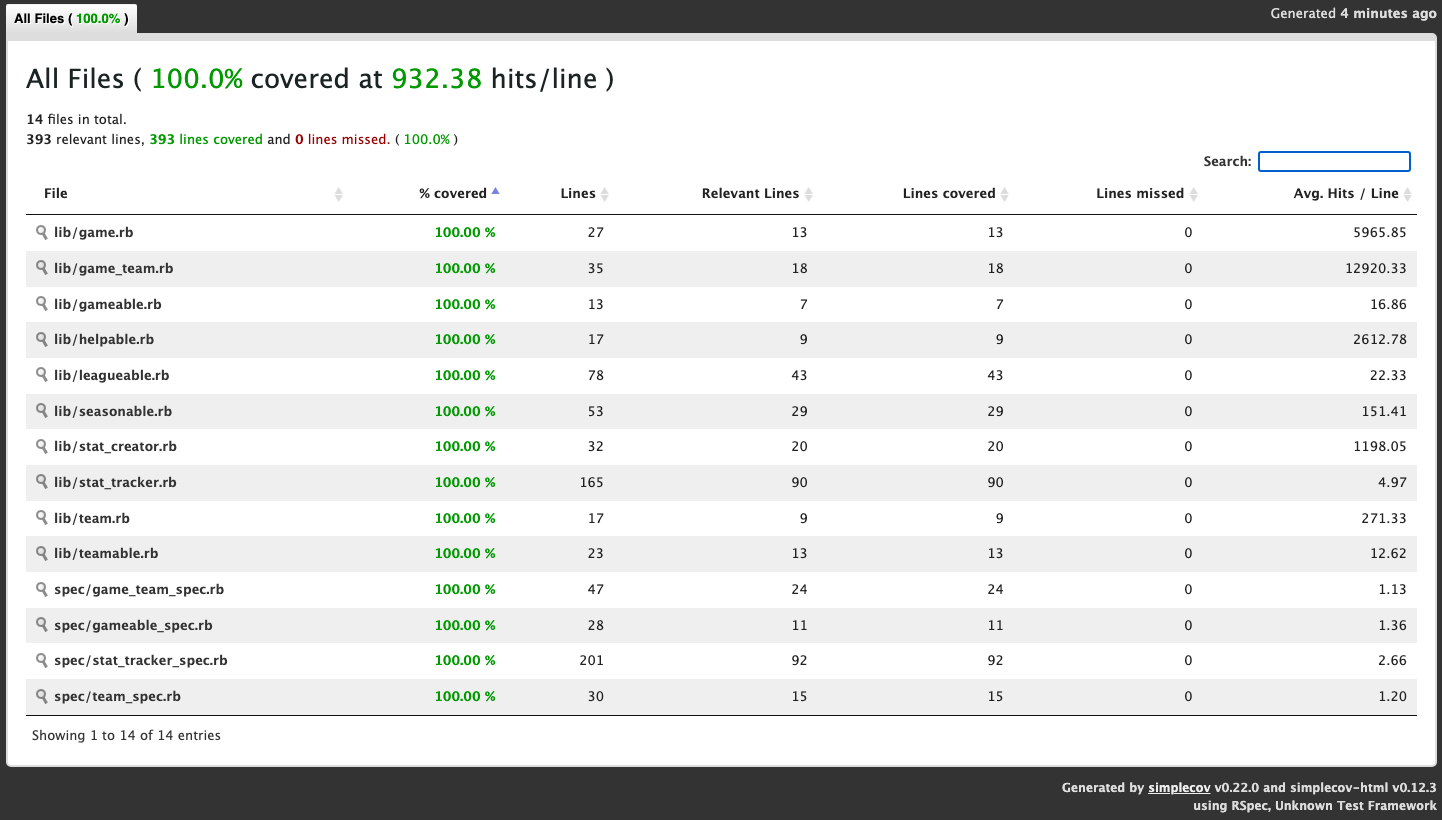 All Files ( 100.0% )
Generated 4 minutes ago
All Files ( 100.0% covered at 932.38 hits/line )
14 files in total.
393 relevant lines, 393 lines covered and 0 lines missed. ( 100.0% )
Search:
File % covered Lines Relevant Lines Lines covered Lines missed Avg. Hits / Line
lib/game.rb 100.00 % 27 13 13 0 5965.85
lib/game_team.rb 100.00 % 35 18 18 0 12920.33
lib/gameable.rb 100.00 % 13 7 7 0 16.86
lib/helpable.rb 100.00 % 17 9 9 0 2612.78
lib/leagueable.rb 100.00 % 78 43 43 0 22.33
lib/seasonable.rb 100.00 % 53 29 29 0 151.41
lib/stat_creator.rb 100.00 % 32 20 20 0 1198.05
lib/stat_tracker.rb 100.00 % 165 90 90 0 4.97
lib/team.rb 100.00 % 17 9 9 0 271.33
lib/teamable.rb 100.00 % 23 13 13 0 12.62
spec/game_team_spec.rb 100.00 % 47 24 24 0 1.13
spec/gameable_spec.rb 100.00 % 28 11 11 0 1.36
spec/stat_tracker_spec.rb 100.00 % 201 92 92 0 2.66
spec/team_spec.rb 100.00 % 30 15 15 0 1.20
Showing 1 to 14 of 14 entries
Generated by simplecov v0.22.0 and simplecov-html v0.12.3
using RSpec, Unknown Test Framework